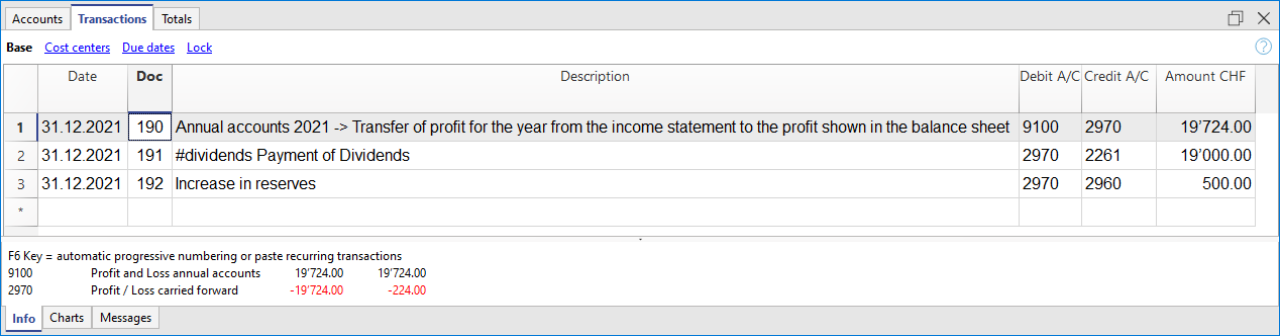 Accounts Transactions Totals
Base Cost centers Due dates Lock ?
Date Doc Description Debit A/C Credit A/C Amount CHF
1 31.12.2021 190 Annual accounts 2021 -> Transfer of profit for the year from the income statement to the profit shown in the balance sheet 9100 2970 19’724.00
2 31.12.2021 191 #dividends Payment of Dividends 2970 2261 19’000.00
3 31.12.2021 192 Increase in reserves 2970 2960 500.00
*
F6 Key = automatic progressive numbering or paste recurring transactions
9100 Profit and Loss annual accounts 19’724.00 19’724.00
2970 Profit / Loss carried forward -19’724.00 -224.00
Info Charts Messages